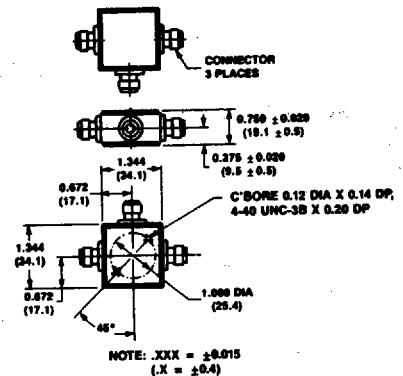 CONNECTOR
3 PLACES
0.750 ±0.020
(19.1 ±0.5)
0.375 ±0.020
(9.5 ±0.5)
1.344
(34.1)
0.672
(17.1)
C'BORE 0.12 DIA X 0.14 DP,
4-40 UNC-3B X 0.20 DP
1.344
(34.1)
0.672
(17.1)
1.000 DIA
(25.4)
45°
NOTE: .XXX = ±0.015
(.X = ±0.4)